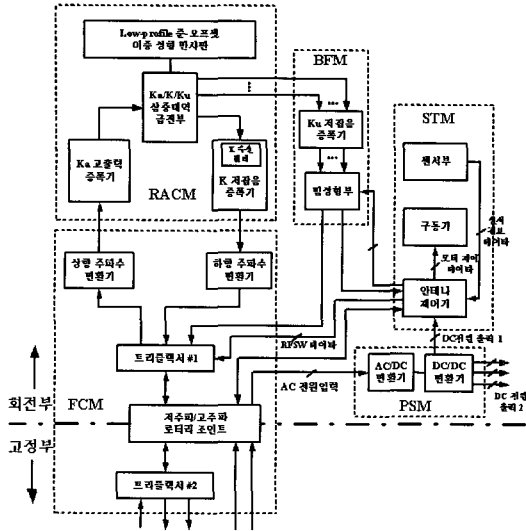 Low-profile 준-오프셋
이중 성형 반사판
Ka/K/Ku
삼중대역
급전부
Ka 고출력
증폭기
K 저잡음
증폭기
RACM
BFM
Ku 저잡음
증폭기
빔성형부
STM
센서부
구동기
센서
데이타
모터 제어
데이타
안테나
제어기
상향 주파수
변환기
하향 주파수
변환기
RFSW 데이타
DC전원 출력 1
트리플렉서 #1
AC 전원입력
AC/DC
변환기
DC/DC
변환기
PSM
DC 전원
출력 2
회전부
FCM
저주파/고주파
로터리 조인트
고정부
트리플렉서 #2